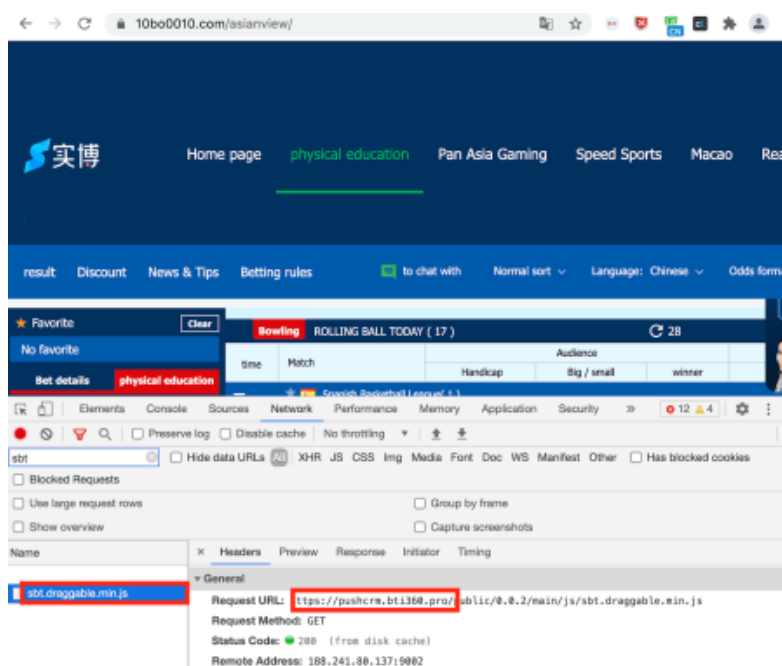 10bo0010.com/asianview/
CN
实博 Home page physical education Pan Asia Gaming Speed Sports Macao Rea
result Discount News & Tips Betting rules to chat with Normal sort Language: Chinese Odds forma
Favorite Clear Bowling ROLLING BALL TODAY ( 17 ) 28
No favorite time Match Audience
Handicap Big / small winner
Bet details physical education Spanish Basketball League( 1 )
Elements Console Sources Network Performance Memory Application Security » 12 4
Preserve log Disable cache No throttling
sbt Hide data URLs All XHR JS CSS Img Media Font Doc WS Manifest Other Has blocked cookies
Blocked Requests
Use large request rows Group by frame
Show overview Capture screenshots
Name × Headers Preview Response Initiator Timing
General
sbt.draggable.min.js Request URL: ttps://pushcrm.bti360.pro/public/0.0.2/main/js/sbt.draggable.min.js
Request Method: GET
Status Code: 200 (from disk cache)
Remote Address: 188.241.80.137:9002